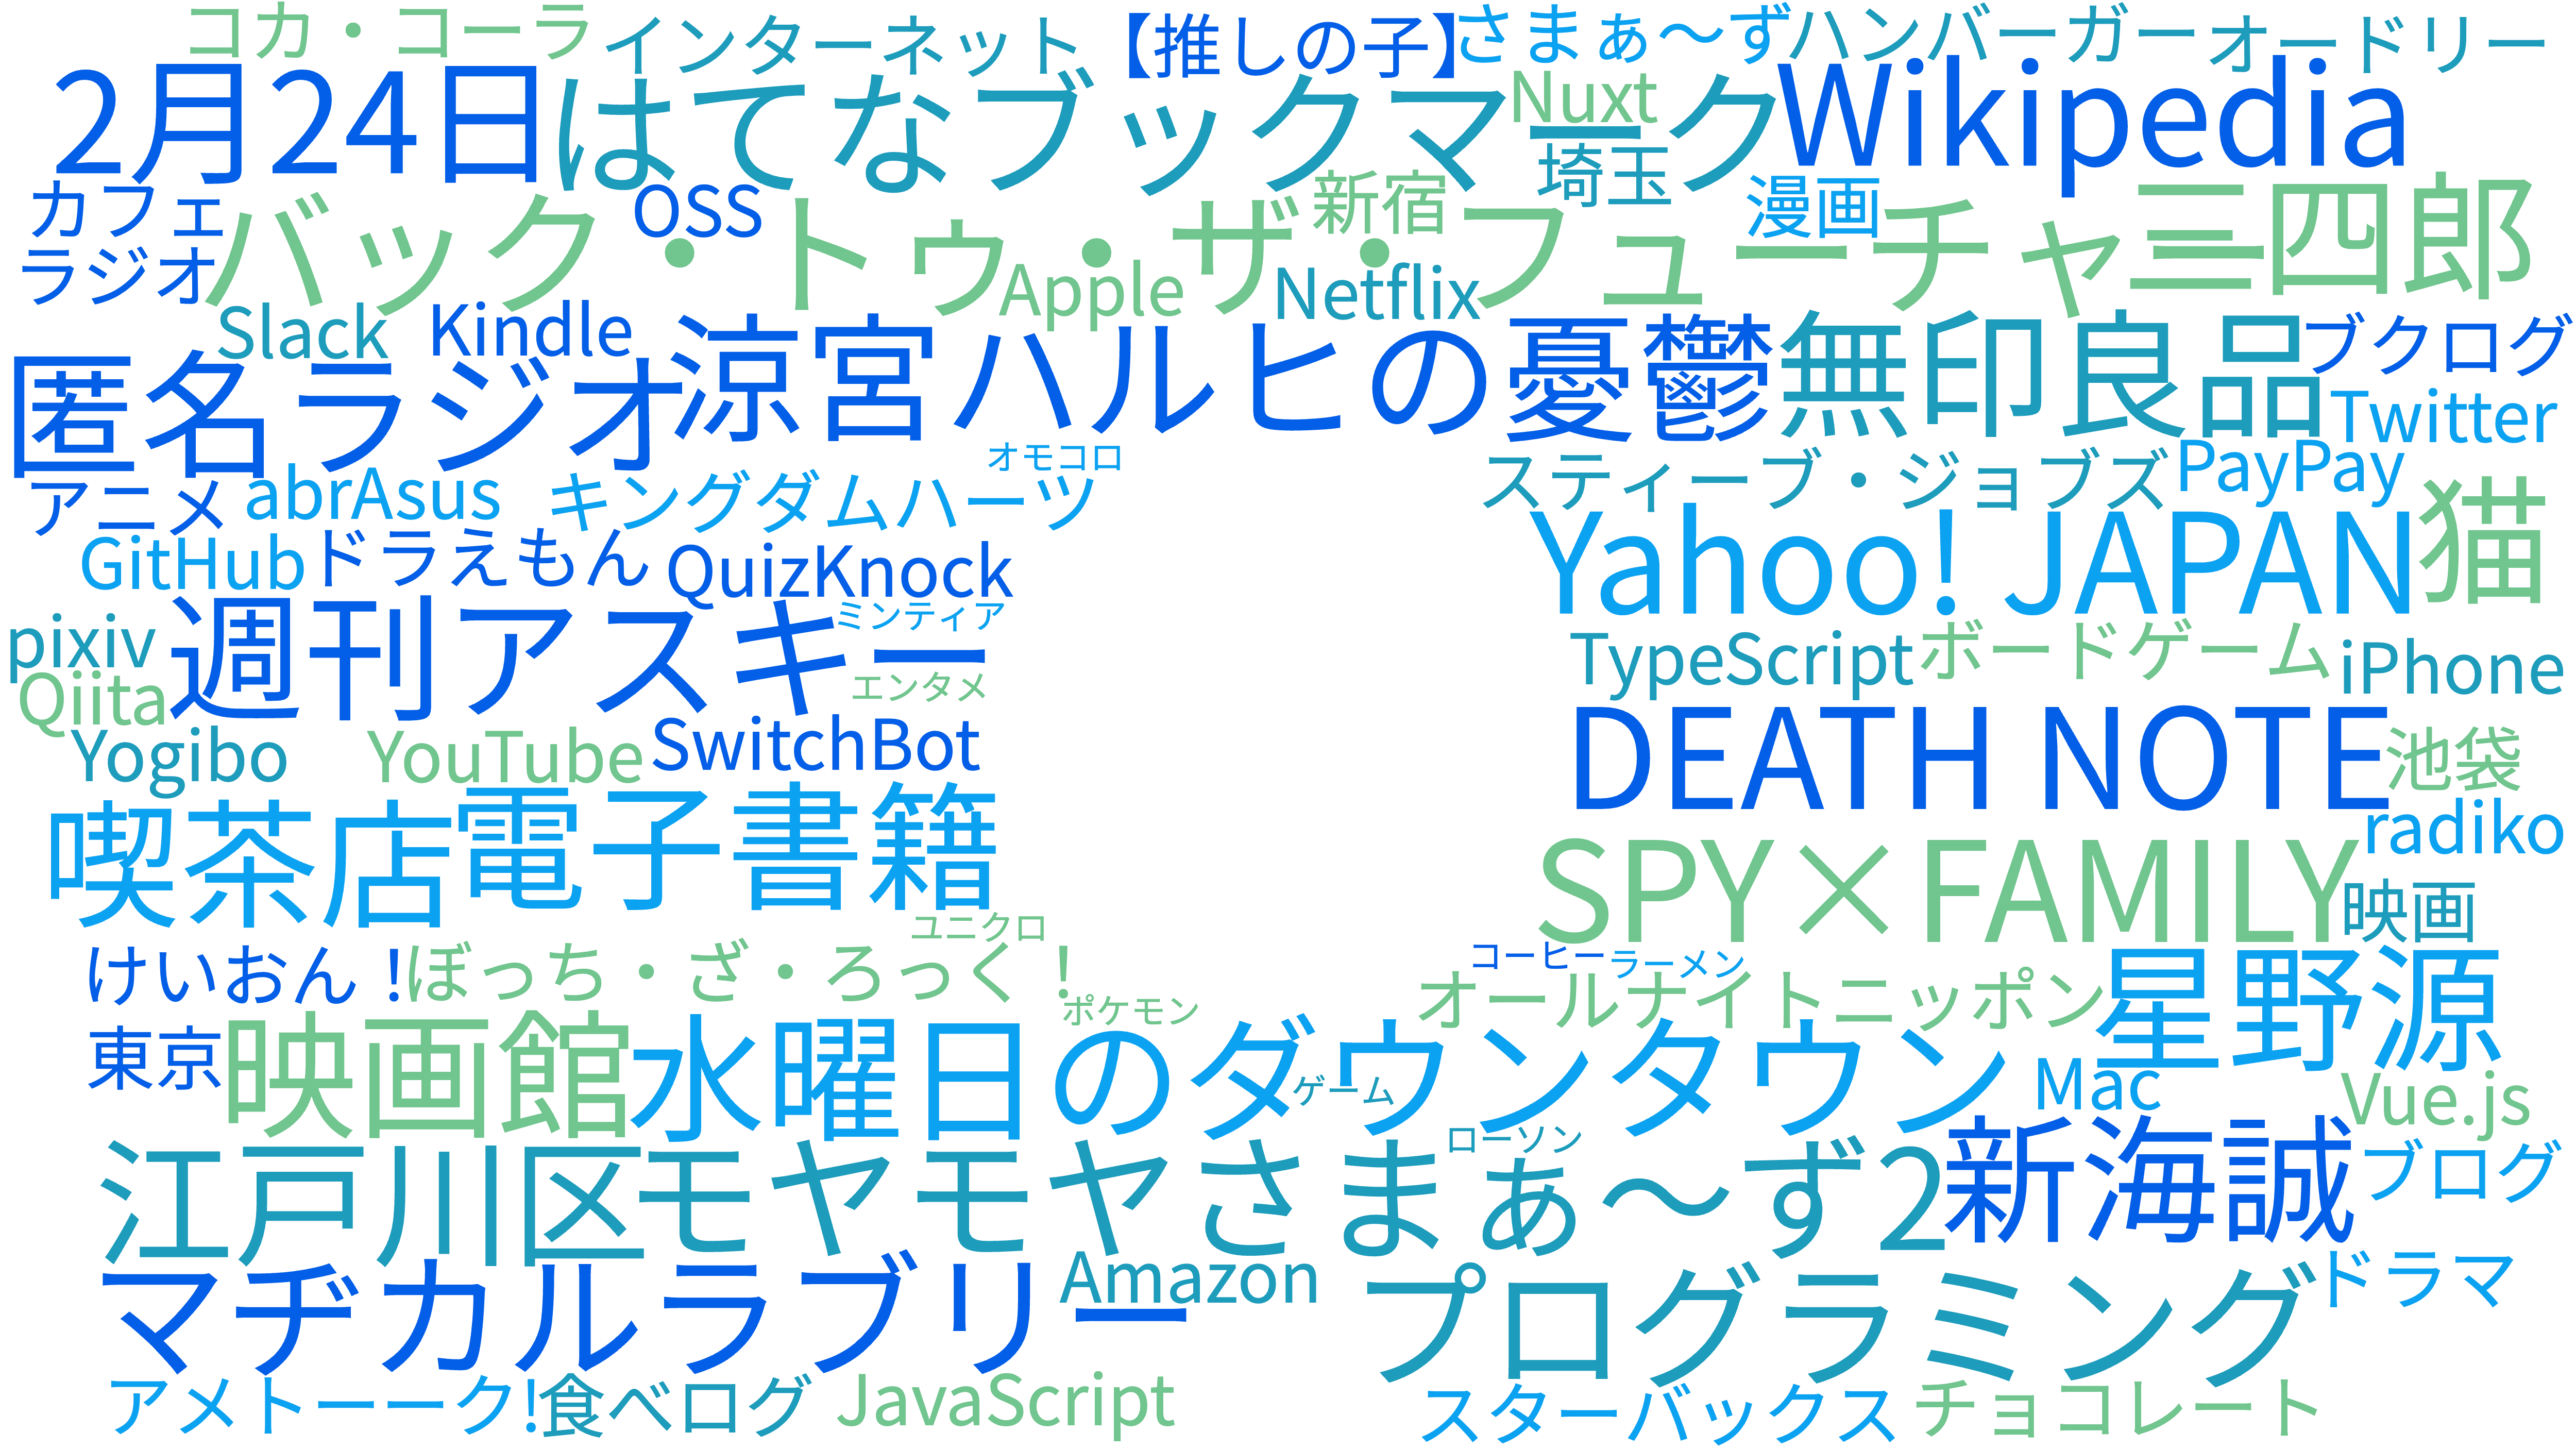 コカ・コーラ
インターネット
【推しの子】
さまぁ～ず
ハンバーガー
オードリー
2月24日
はてなブックマーク
Nuxt
Wikipedia
埼玉
カフェ
OSS
新宿
漫画
バック・トゥ・ザ・フューチャー
三四郎
ラジオ
Apple
Netflix
Slack
Kindle
涼宮ハルヒの憂鬱
無印良品
ブクログ
匿名ラジオ
Twitter
オモコロ
アニメ
abrAsus
キングダムハーツ
スティーブ・ジョブズ
PayPay
猫
GitHub
ドラえもん
QuizKnock
Yahoo! JAPAN
pixiv
週刊アスキー
ミンティア
TypeScript
ボードゲーム
iPhone
Qiita
エンタメ
Yogibo
YouTube
SwitchBot
DEATH NOTE
池袋
喫茶店
電子書籍
radiko
SPY×FAMILY
映画
ユニクロ
けいおん！
ぼっち・ざ・ろっく！
コーヒー
ラーメン
オールナイトニッポン
星野源
ポケモン
東京
映画館
水曜日のダウンタウン
ゲーム
Mac
Vue.js
江戸川区
モヤモヤさまぁ～ず2
ローソン
新海誠
ブログ
マヂカルラブリー
Amazon
プログラミング
ドラマ
アメトーーク!
食べログ
JavaScript
スターバックス
チョコレート